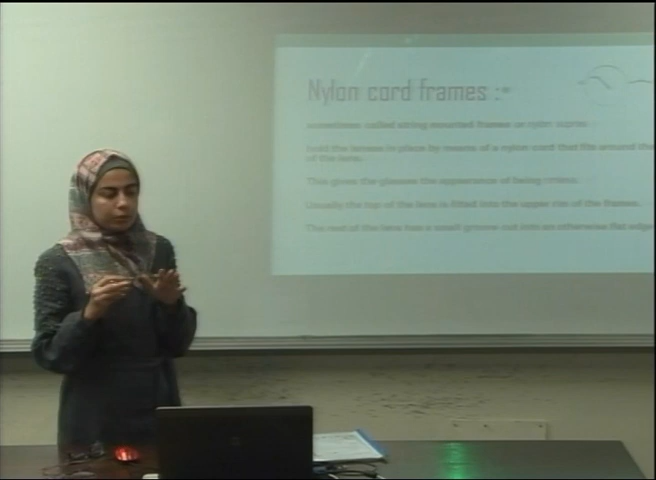 Nylon cord frames :*
sometimes called string mounted frames or nylor supras
hold the lenses in place by means of a nylon cord that fits around the
of the lens.
This gives the glasses the appearance of being rimless.
Usually the top of the lens is fitted into the upper rim of the frames.
The rest of the lens has a small groove cut into an otherwise flat edge